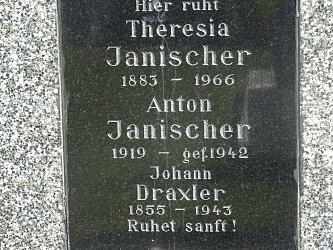 Hier ruht
Theresia
Janischer
1883 – 1966
Anton
Janischer
1919 – gef.1942
Johann
Draxler
1855 – 1943
Ruhet sanft!